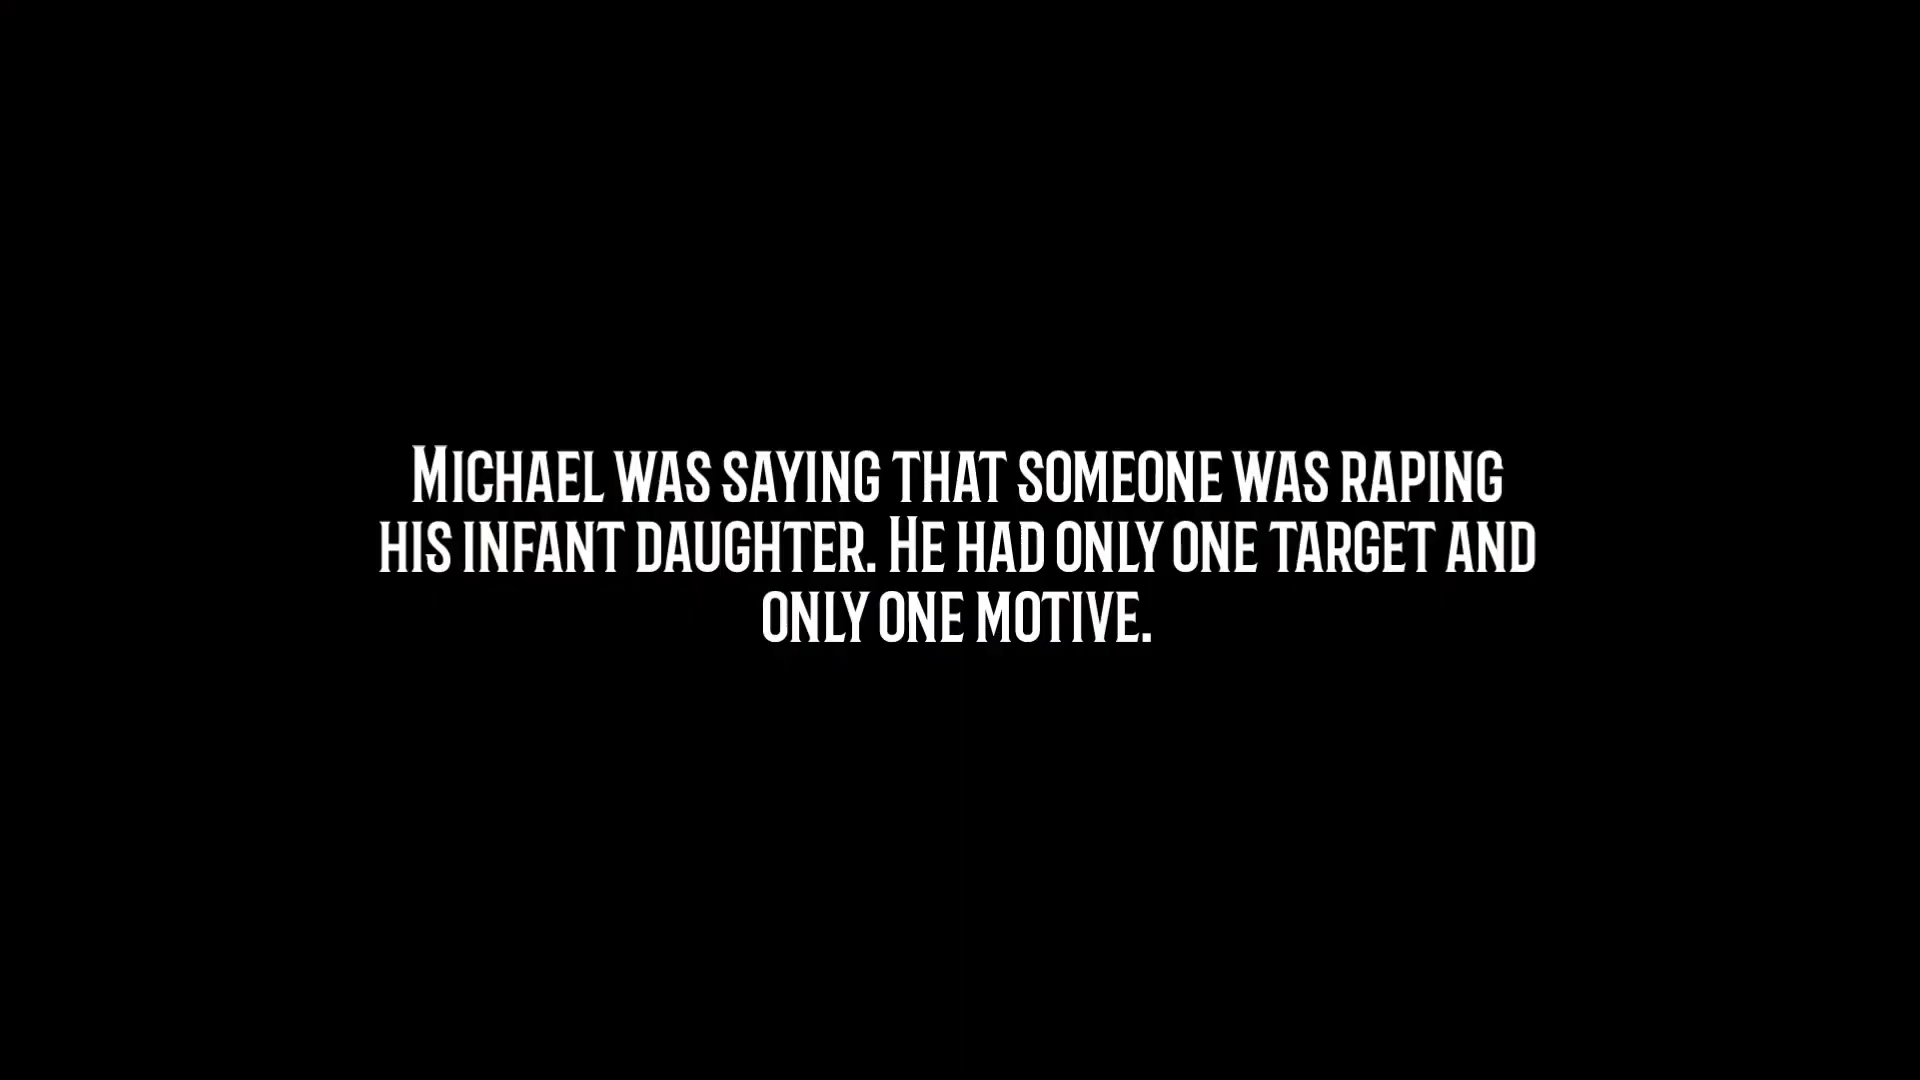 Michael was saying that someone was raping
his infant daughter. He had only one target and
only one motive.